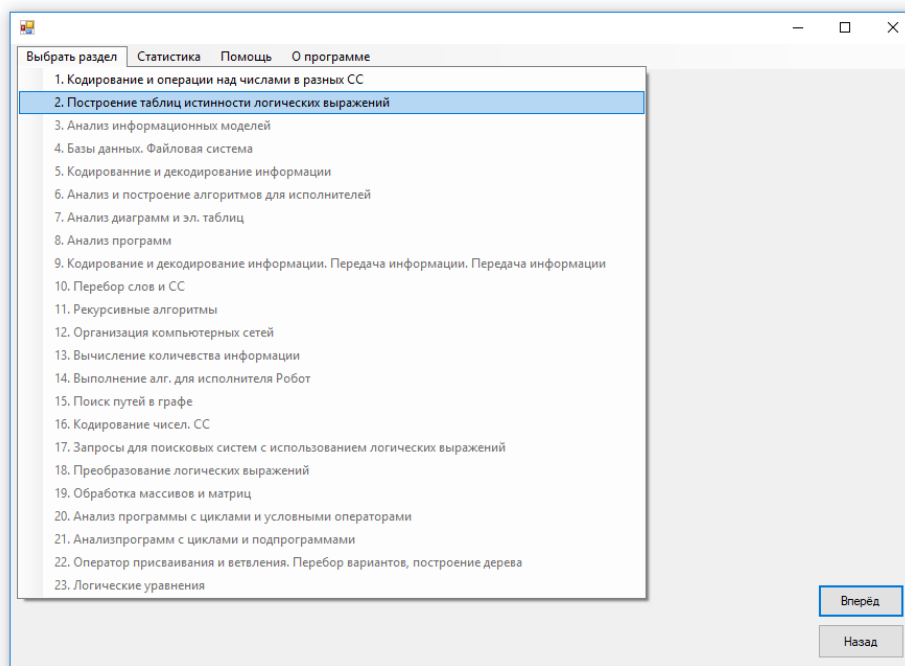 Выбрать раздел Статистика Помощь О программе
1. Кодирование и операции над числами в разных СС
2. Построение таблиц истинности логических выражений
3. Анализ информационных моделей
4. Базы данных. Файловая система
5. Кодированние и декодирование информации
6. Анализ и построение алгоритмов для исполнителей
7. Анализ диаграмм и эл. таблиц
8. Анализ программ
9. Кодирование и декодирование информации. Передача информации. Передача информации
10. Перебор слов и СС
11. Рекурсивные алгоритмы
12. Организация компьютерных сетей
13. Вычисление количевства информации
14. Выполнение алг. для исполнителя Робот
15. Поиск путей в графе
16. Кодирование чисел. СС
17. Запросы для поисковых систем с использованием логических выражений
18. Преобразование логических выражений
19. Обработка массивов и матриц
20. Анализ программы с циклами и условными операторами
21. Анализпрограмм с циклами и подпрограммами
22. Оператор присваивания и ветвления. Перебор вариантов, построение дерева
23. Логические уравнения
Вперёд
Назад